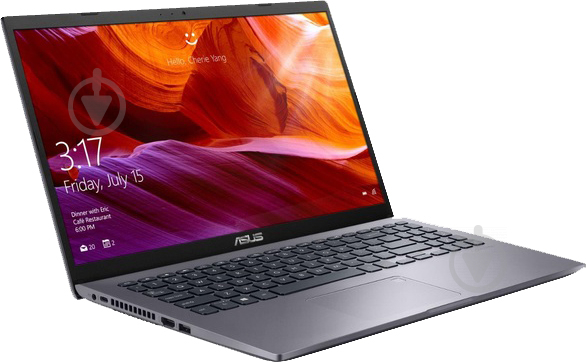 Hello, Cherie Yang
3:17
Friday, July 15
Dinner with Eric
Café Restaurant
6:00 PM
20 2
ASUS